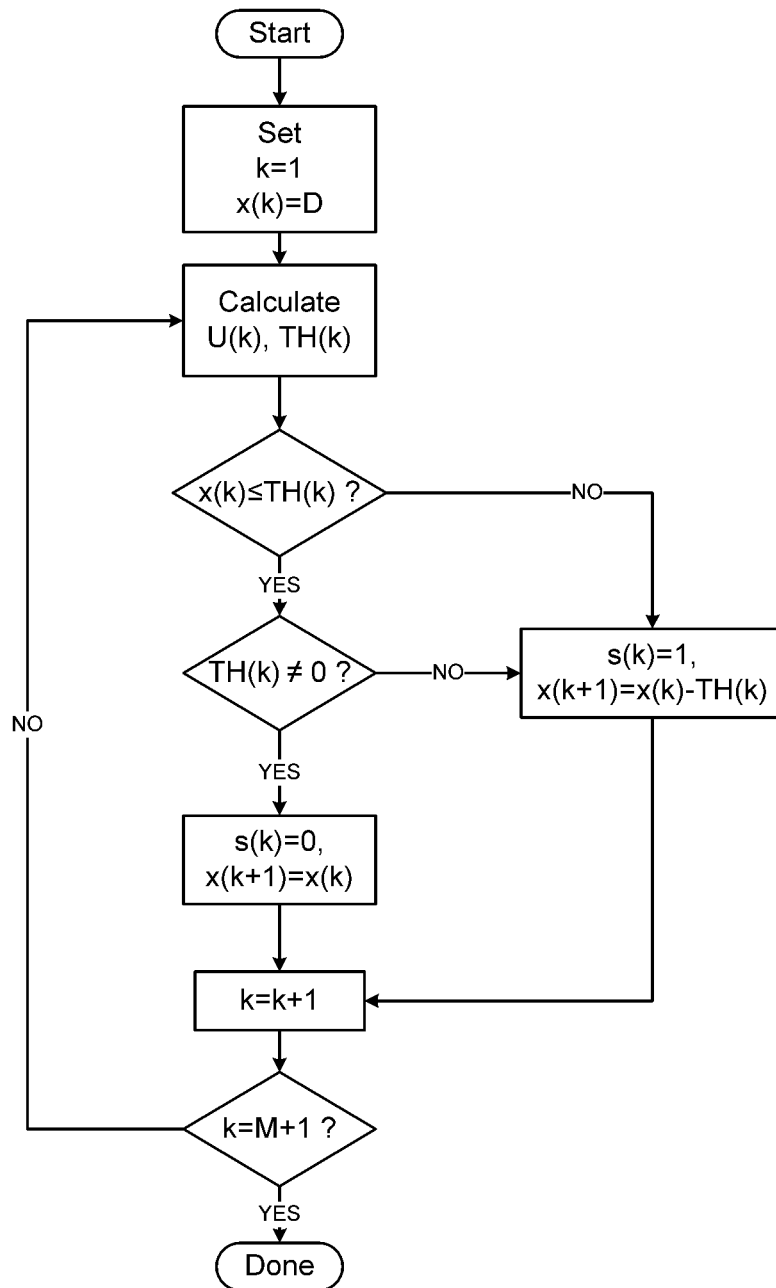 Start
Set
k=1
x(k)=D
Calculate
U(k), TH(k)
x(k)≤TH(k) ?
NO
YES
TH(k) ≠ 0 ?
NO
s(k)=1,
x(k+1)=x(k)-TH(k)
NO
YES
s(k)=0,
x(k+1)=x(k)
k=k+1
k=M+1 ?
YES
Done